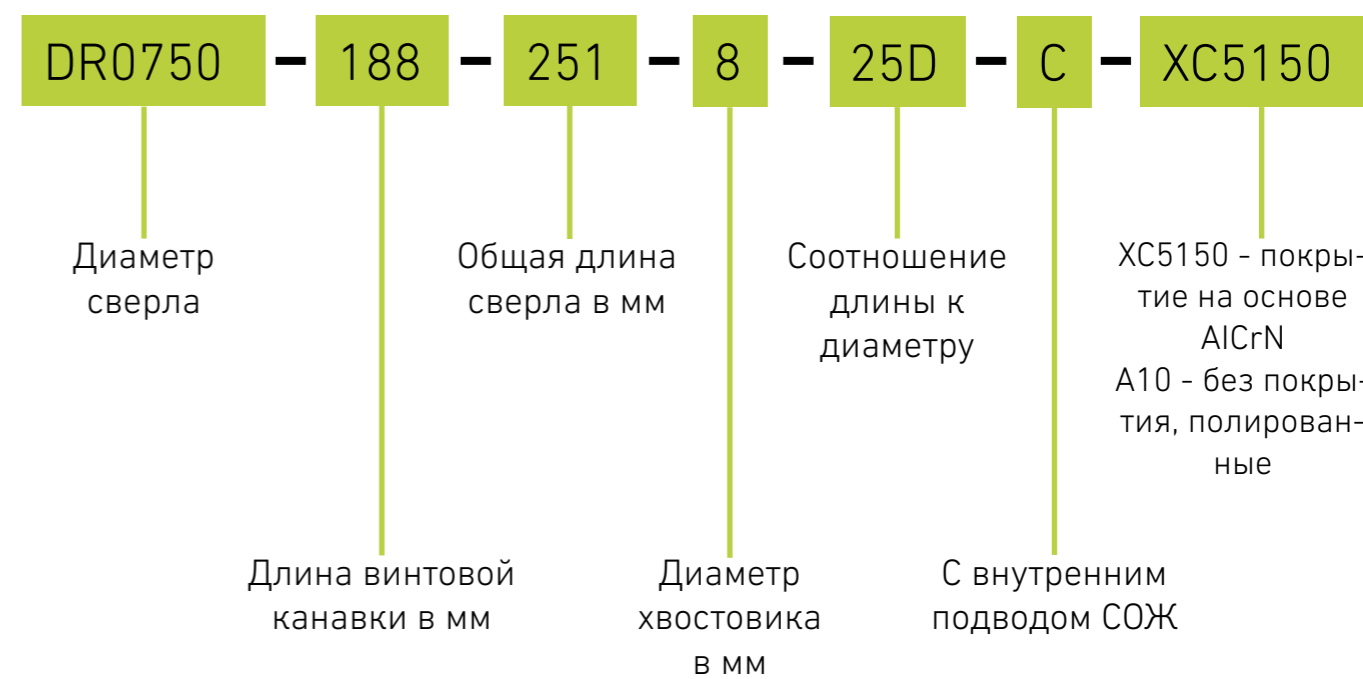 DR0750 – 188 – 251 – 8 – 25D – C – XC5150
Диаметр
сверла
Общая длина
сверла в мм
Соотношение
длины к
диаметру
XC5150 - покры-
тие на основе
AlCrN
A10 - без покры-
тия, полирован-
ные
Длина винтовой
канавки в мм
Диаметр
хвостовика
в мм
С внутренним
подводом СОЖ